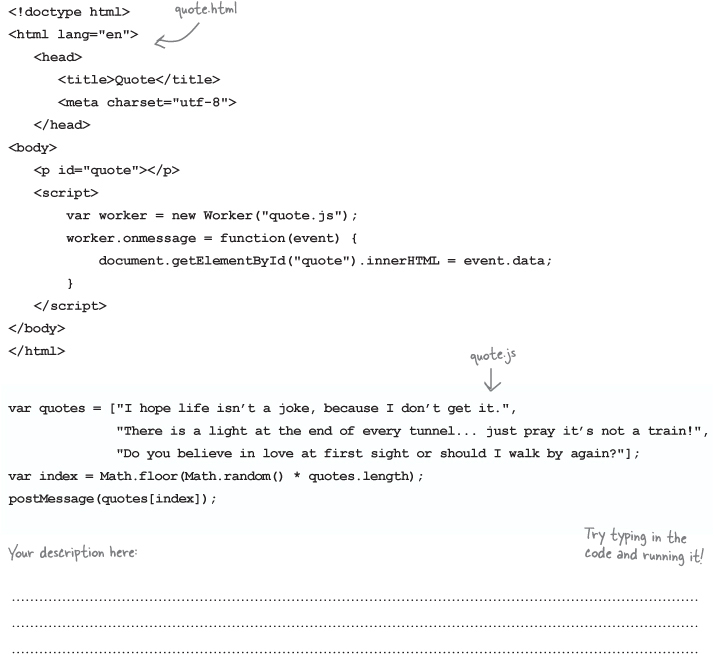 <!doctype html>
quote.html
<html lang="en">
<head>
<title>Quote</title>
<meta charset="utf-8">
</head>
<body>
<p id="quote"></p>
<script>
var worker = new Worker("quote.js");
worker.onmessage = function(event) {
document.getElementById("quote").innerHTML = event.data;
}
</script>
</body>
</html>
quote.js
var quotes = ["I hope life isn’t a joke, because I don’t get it.",
"There is a light at the end of every tunnel... just pray it’s not a train!",
"Do you believe in love at first sight or should I walk by again?"];
var index = Math.floor(Math.random() * quotes.length);
postMessage(quotes[index]);
Your description here:
Try typing in the
code and running it!